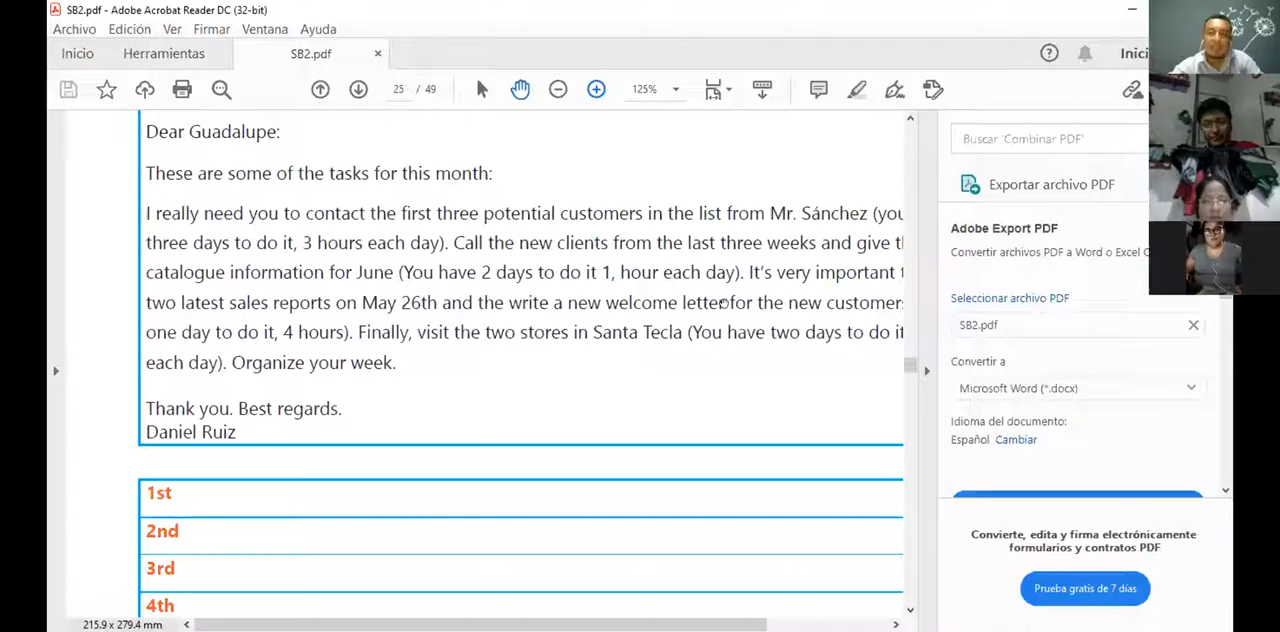 SB2.pdf - Adobe Acrobat Reader DC (32-bit)
Archivo Edición Ver Firmar Ventana Ayuda
Inicio Herramientas SB2.pdf × Inici
25 / 49 125%
Dear Guadalupe:
These are some of the tasks for this month:
I really need you to contact the first three potential customers in the list from Mr. Sánchez (you
three days to do it, 3 hours each day). Call the new clients from the last three weeks and give th
catalogue information for June (You have 2 days to do it 1, hour each day). It's very important t
two latest sales reports on May 26th and the write a new welcome letter for the new customers
one day to do it, 4 hours). Finally, visit the two stores in Santa Tecla (You have two days to do it
each day). Organize your week.
Thank you. Best regards.
Daniel Ruiz
1st
2nd
3rd
4th
215.9 x 279.4 mm
Buscar 'Combinar PDF'
Exportar archivo PDF
Adobe Export PDF
Convertir archivos PDF a Word o Excel O
Seleccionar archivo PDF
SB2.pdf
Convertir a
Microsoft Word (*.docx)
Idioma del documento:
Español Cambiar
Convierte, edita y firma electrónicamente
formularios y contratos PDF
Prueba gratis de 7 días